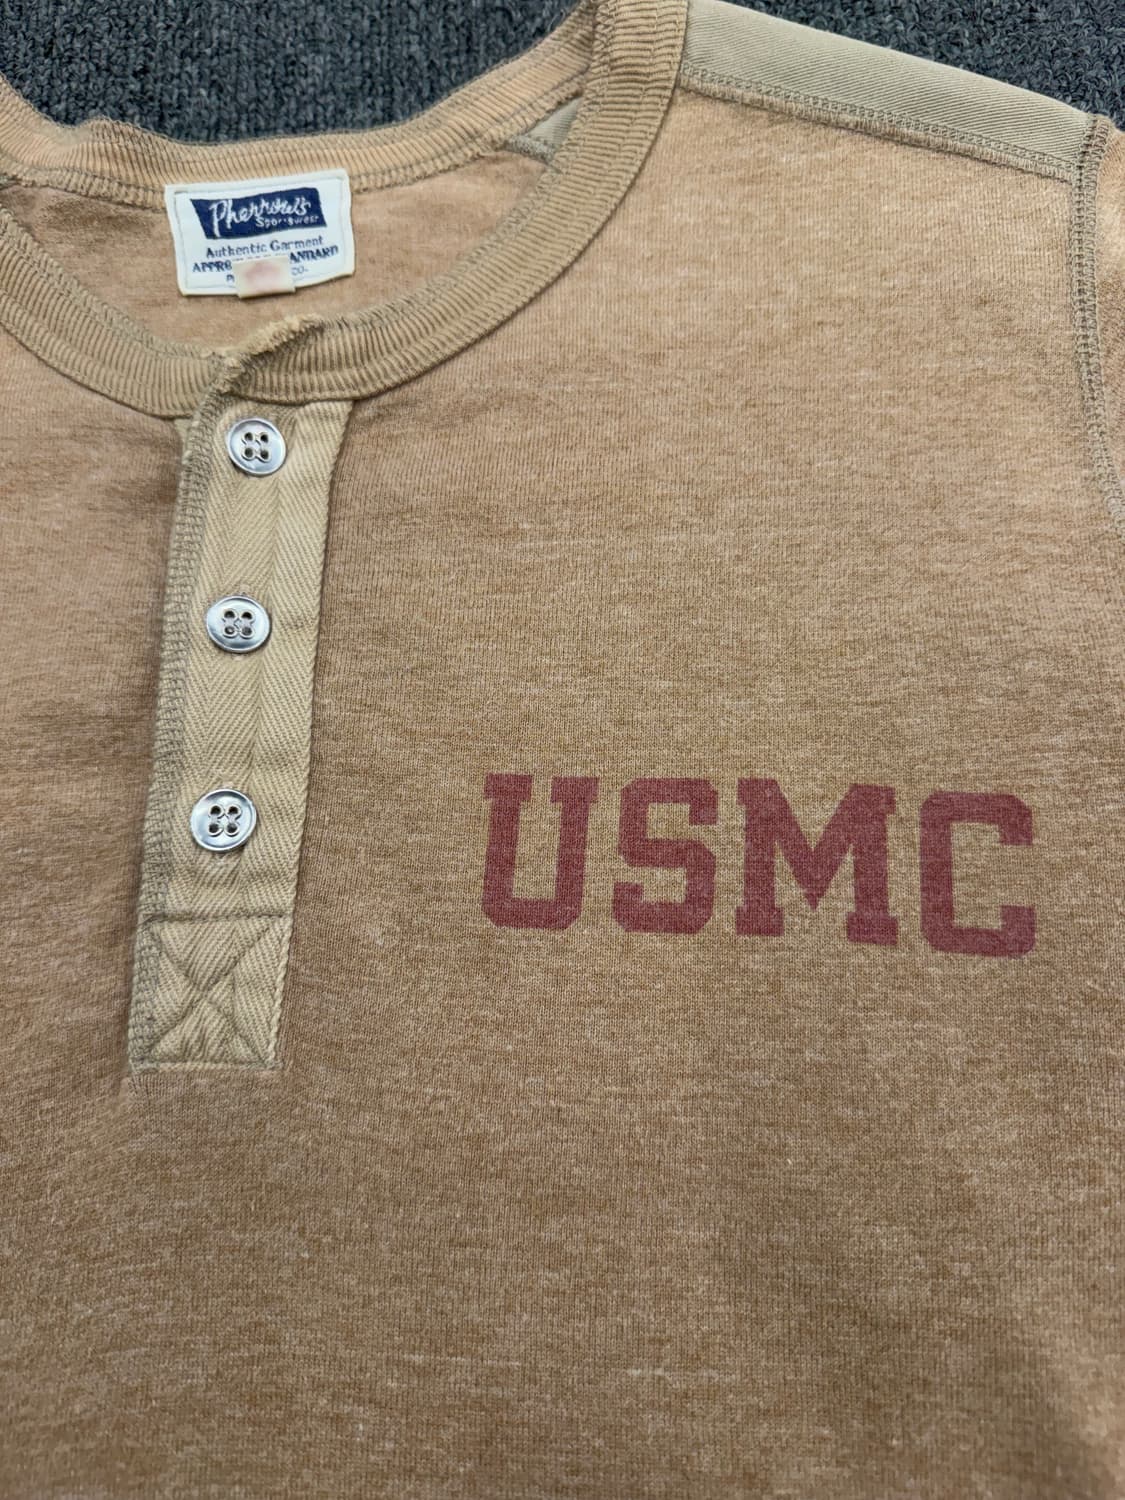 Pherrow's
Sportswear
Authentic Garment
USMC